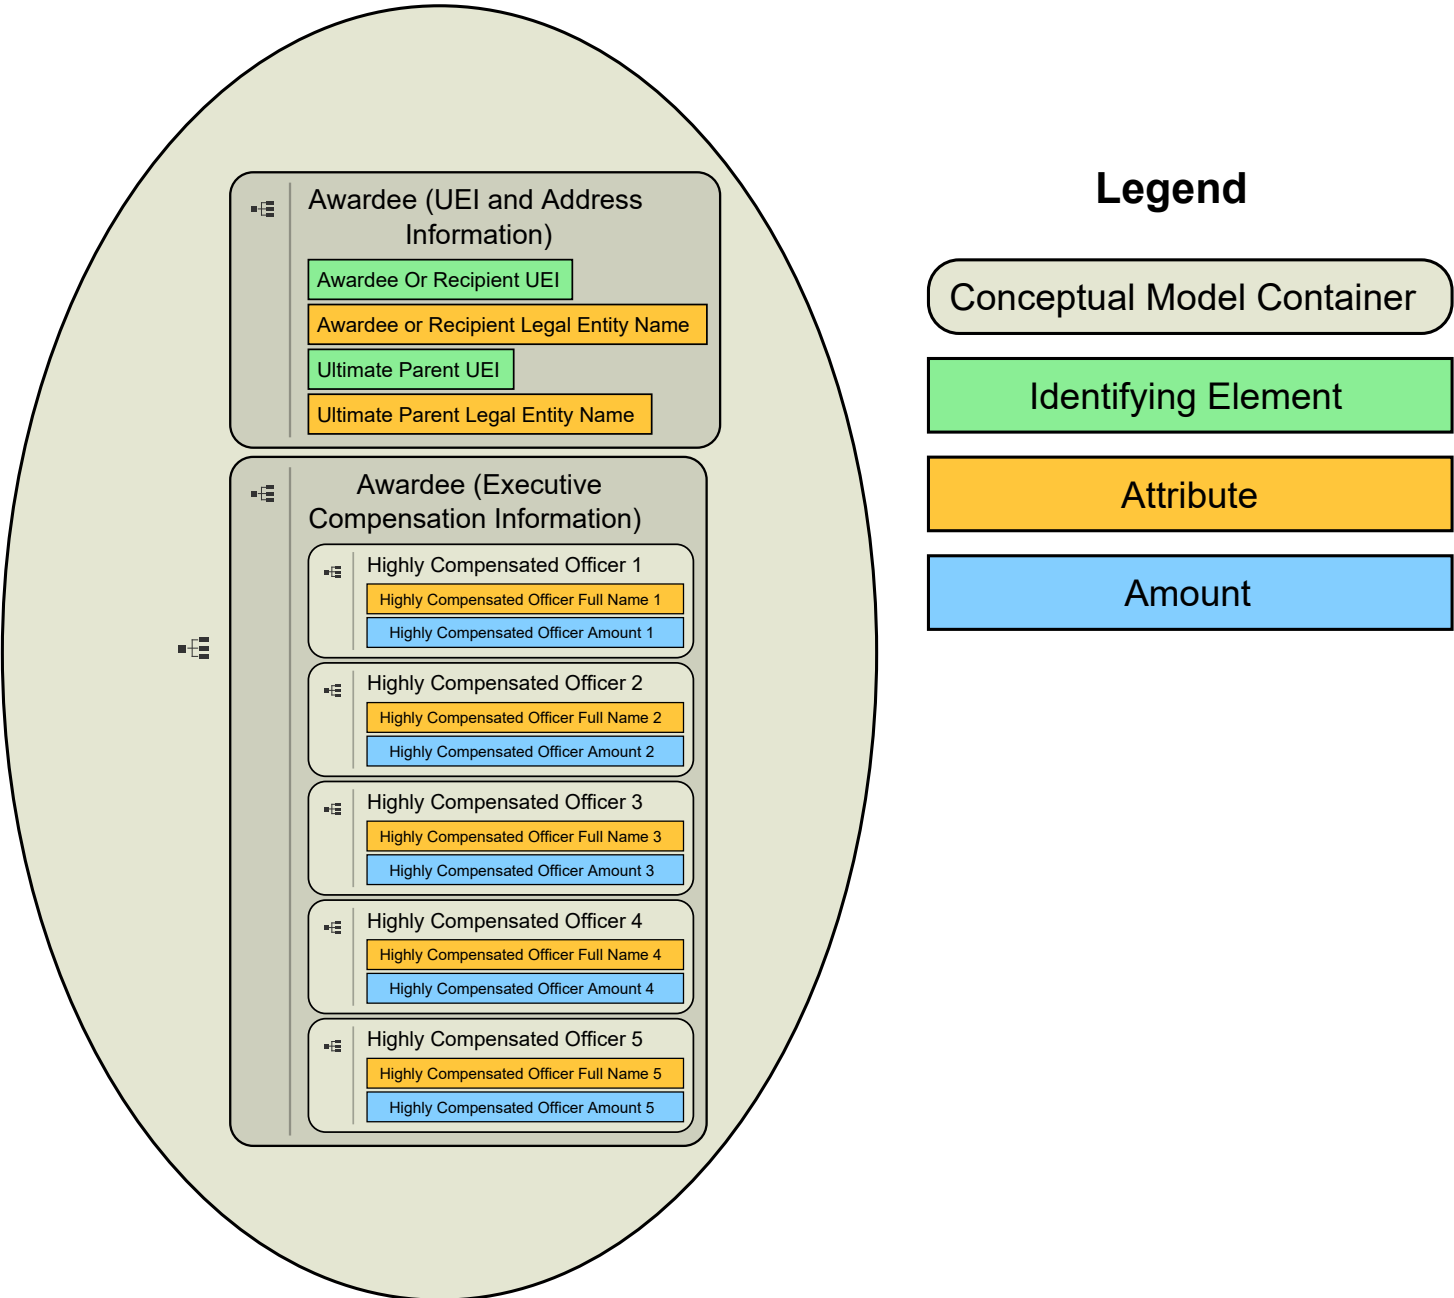 Awardee (UEI and Address
Information)
Awardee Or Recipient UEI
Awardee or Recipient Legal Entity Name
Ultimate Parent UEI
Ultimate Parent Legal Entity Name
Awardee (Executive
Compensation Information)
Highly Compensated Officer 1
Highly Compensated Officer Full Name 1
Highly Compensated Officer Amount 1
Highly Compensated Officer 2
Highly Compensated Officer Full Name 2
Highly Compensated Officer Amount 2
Highly Compensated Officer 3
Highly Compensated Officer Full Name 3
Highly Compensated Officer Amount 3
Highly Compensated Officer 4
Highly Compensated Officer Full Name 4
Highly Compensated Officer Amount 4
Highly Compensated Officer 5
Highly Compensated Officer Full Name 5
Highly Compensated Officer Amount 5
Legend
Conceptual Model Container
Identifying Element
Attribute
Amount